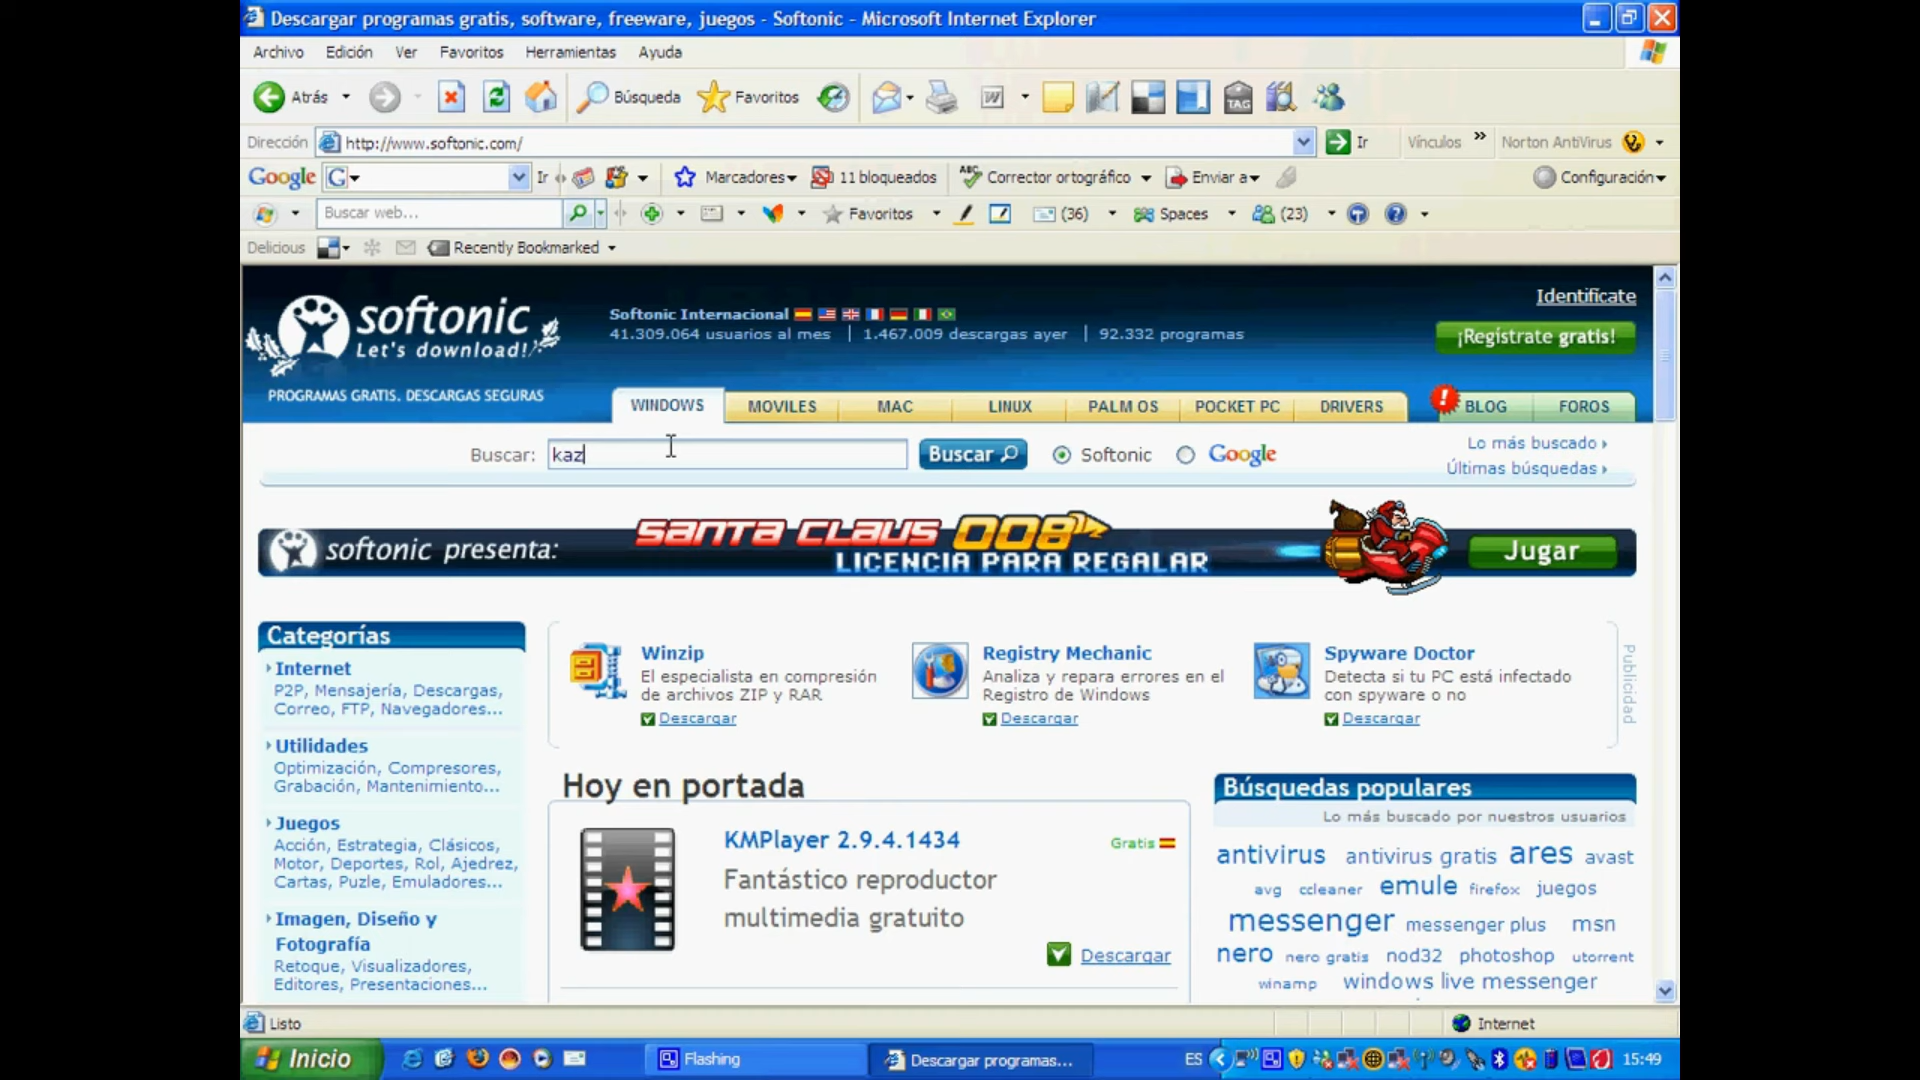 Descargar programas gratis, software, freeware, juegos - Softonic - Microsoft Internet Explorer
Archivo Edición Ver Favoritos Herramientas Ayuda
Atrás Búsqueda Favoritos W TAG
Dirección http://www.softonic.com/ Ir Vínculos » Norton AntiVirus
Google G Ir Marcadores 11 bloqueados ABC Corrector ortográfico Enviar a Configuración
Buscar web... Favoritos (36) Spaces (23)
Delicious Recently Bookmarked
softonic
Let's download!
PROGRAMAS GRATIS. DESCARGAS SEGURAS
Softonic Internacional
41.309.064 usuarios al mes | 1.467.009 descargas ayer | 92.332 programas
Identifícate
¡Regístrate gratis!
WINDOWS MOVILES MAC LINUX PALM OS POCKET PC DRIVERS ! BLOG FOROS
Buscar: kaz Buscar Softonic Google
Lo más buscado
Últimas búsquedas
softonic presenta: SANTA CLAUS 008 Jugar
LICENCIA PARA REGALAR
Categorías
Internet
P2P, Mensajería, Descargas,
Correo, FTP, Navegadores...
Utilidades
Optimización, Compresores,
Grabación, Mantenimiento...
Juegos
Acción, Estrategia, Clásicos,
Motor, Deportes, Rol, Ajedrez,
Cartas, Puzle, Emuladores...
Imagen, Diseño y
Fotografía
Retoque, Visualizadores,
Editores, Presentaciones...
Winzip
El especialista en compresión
de archivos ZIP y RAR
Descargar
Registry Mechanic
Analiza y repara errores en el
Registro de Windows
Descargar
Spyware Doctor
Detecta si tu PC está infectado
con spyware o no
Descargar
Publicidad
Hoy en portada
KMPlayer 2.9.4.1434 Gratis
Fantástico reproductor
multimedia gratuito
Descargar
Búsquedas populares
Lo más buscado por nuestros usuarios
antivirus antivirus gratis ares avast
avg ccleaner emule firefox juegos
messenger messenger plus msn
nero nero gratis nod32 photoshop utorrent
winamp windows live messenger
Listo Internet
Inicio Flashing Descargar programas... ES 15:49